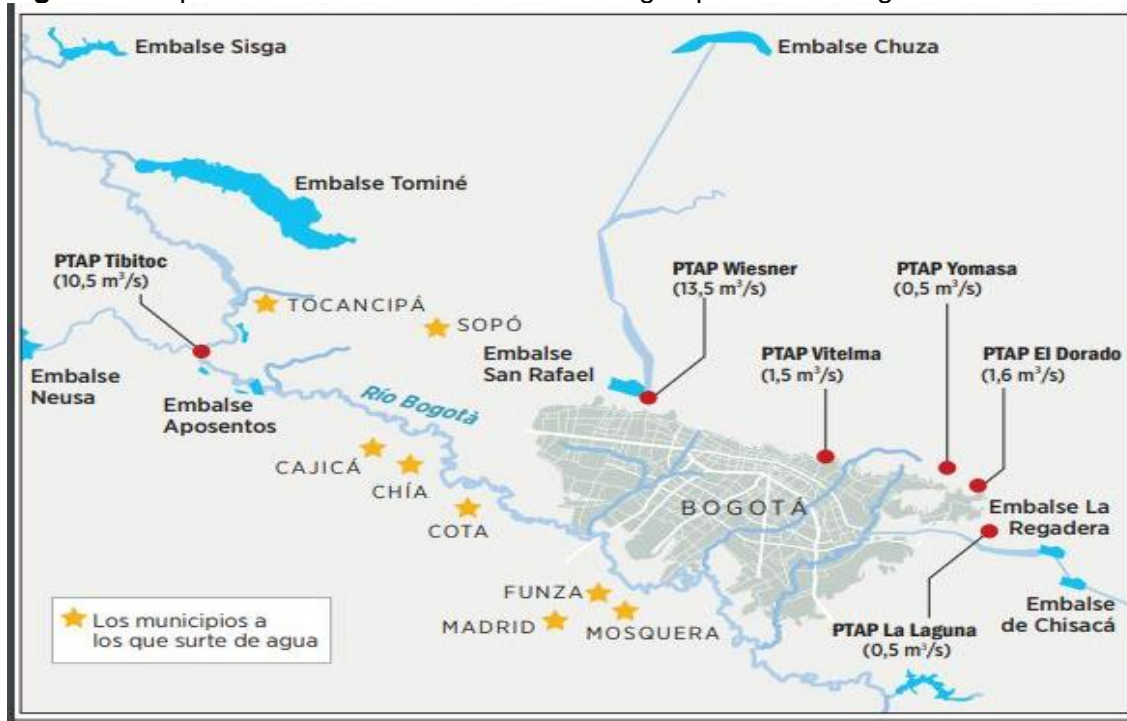 Embalse Sisga
Embalse Chuza
Embalse Tominé
PTAP Tibitoc
(10,5 m³/s)
PTAP Wiesner
(13,5 m³/s)
PTAP Yomasa
(0,5 m³/s)
TOCANCIPÁ
SOPÓ
Embalse
San Rafael
PTAP Vitelma
(1,5 m³/s)
PTAP El Dorado
(1,6 m³/s)
Embalse
Neusa
Embalse
Aposentos
Río Bogotà
CAJICÁ
CHÍA
COTA
BOGOTÁ
Embalse La
Regadera
FUNZA
MADRID
MOSQUERA
Embalse
de Chisacá
PTAP La Laguna
(0,5 m³/s)
Los municipios a
los que surte de agua